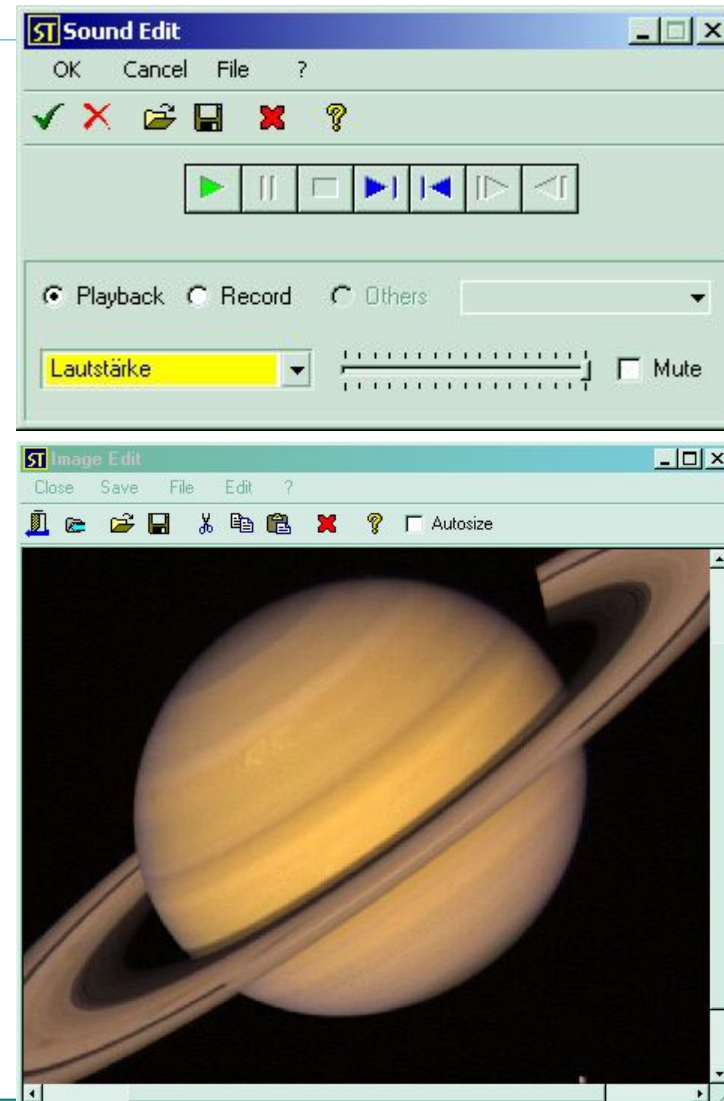 ST Sound Edit
OK Cancel File ?
Playback Record Others
Lautstärke Mute
ST Image Edit
Close Save File Edit ?
Autosize